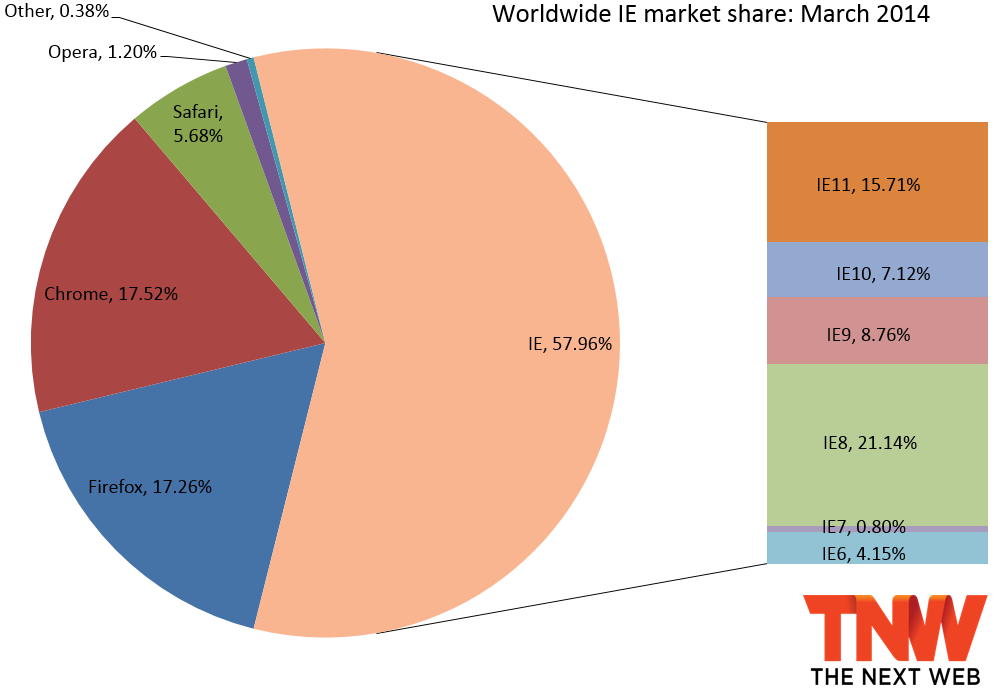 Worldwide IE market share: March 2014
Other, 0.38%
Opera, 1.20%
Safari,
5.68%
Chrome, 17.52%
Firefox, 17.26%
IE, 57.96%
IE11, 15.71%
IE10, 7.12%
IE9, 8.76%
IE8, 21.14%
IE7, 0.80%
IE6, 4.15%
TNW
THE NEXT WEB